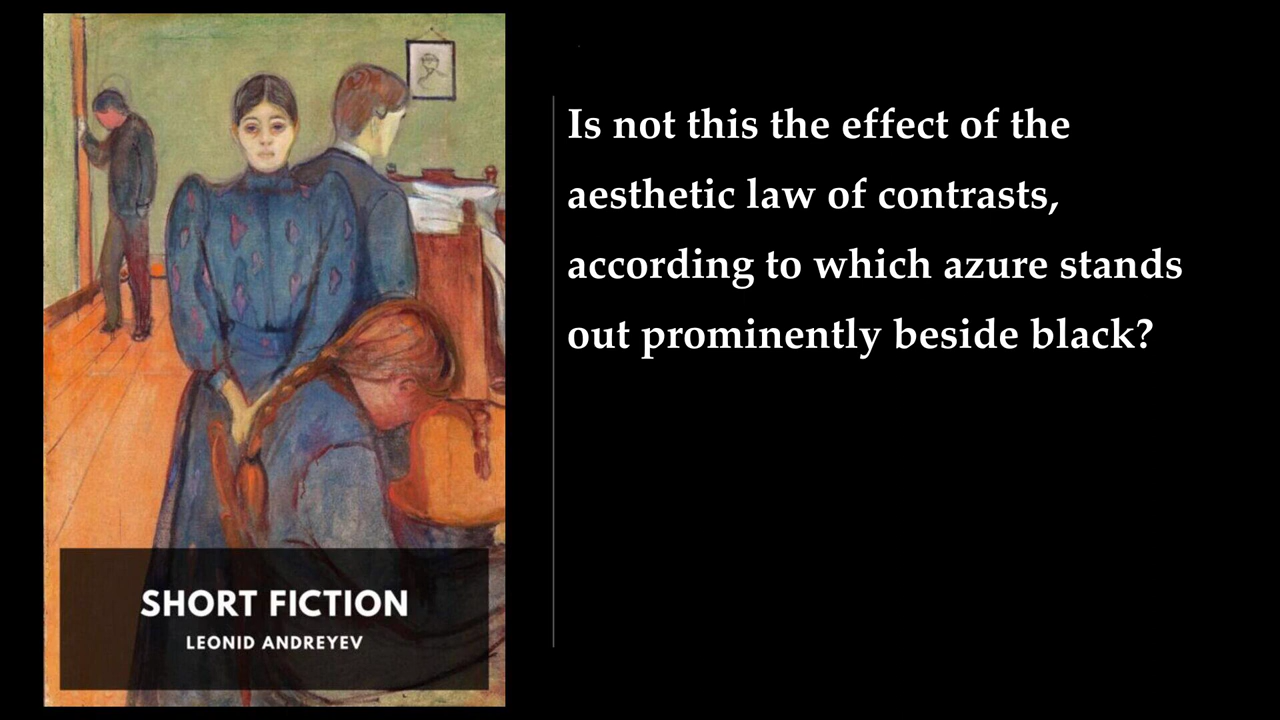 Is not this the effect of the
aesthetic law of contrasts,
according to which azure stands
out prominently beside black?
SHORT FICTION
LEONID ANDREYEV